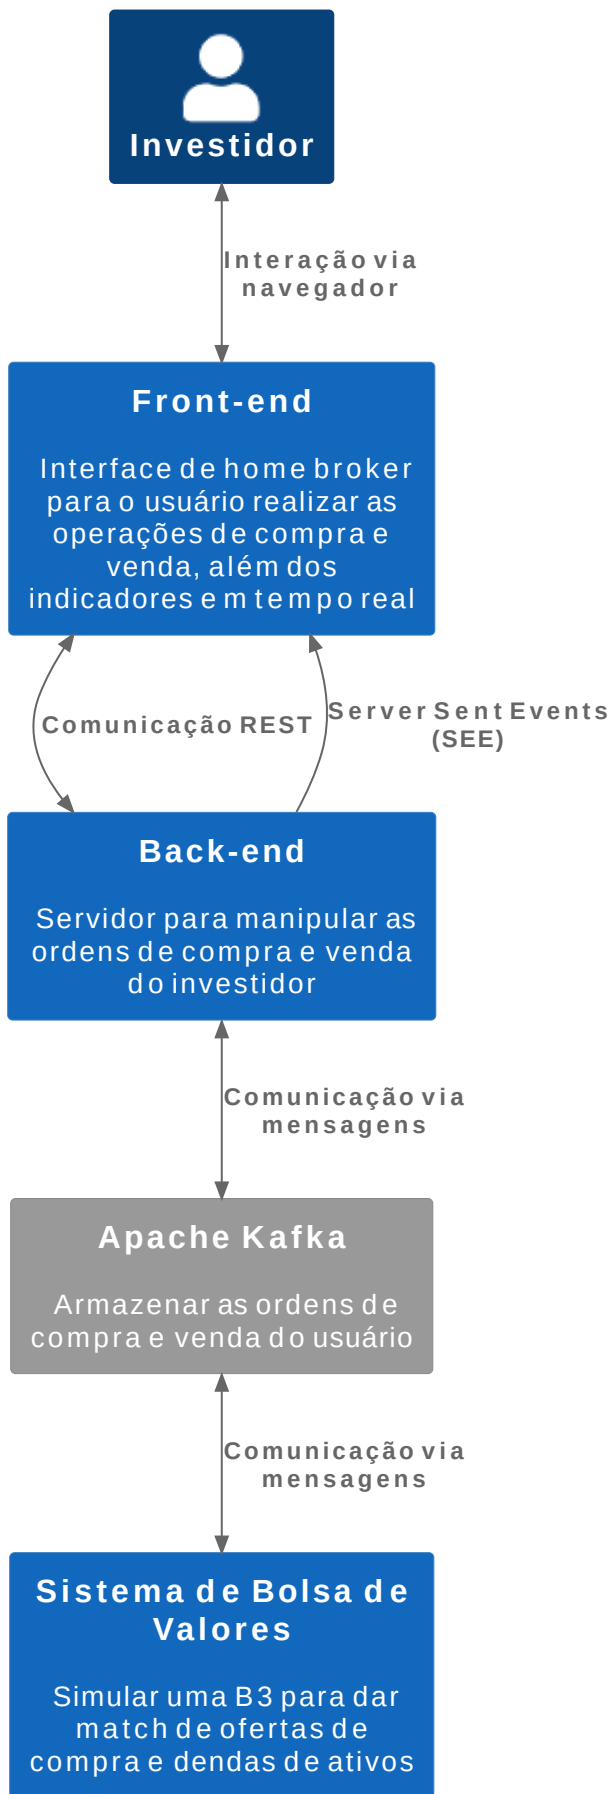 Investidor
Interação via
navegador
Front-end
Interface de home broker
para o usuário realizar as
operações de compra e
venda, além dos
indicadores em tempo real
Comunicação REST
Server Sent Events
(SEE)
Back-end
Servidor para manipular as
ordens de compra e venda
do investidor
Comunicação via
mensagens
Apache Kafka
Armazenar as ordens de
compra e venda do usuário
Comunicação via
mensagens
Sistema de Bolsa de
Valores
Simular uma B3 para dar
match de ofertas de
compra e dendas de ativos